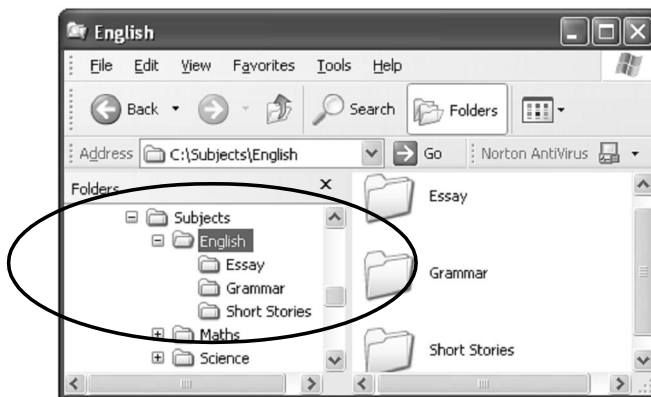 English
File Edit View Favorites Tools Help
Back Search Folders
Address C:\Subjects\English Go Norton AntiVirus
Folders x
Subjects
English
Essay
Grammar
Short Stories
Maths
Science
Essay
Grammar
Short Stories